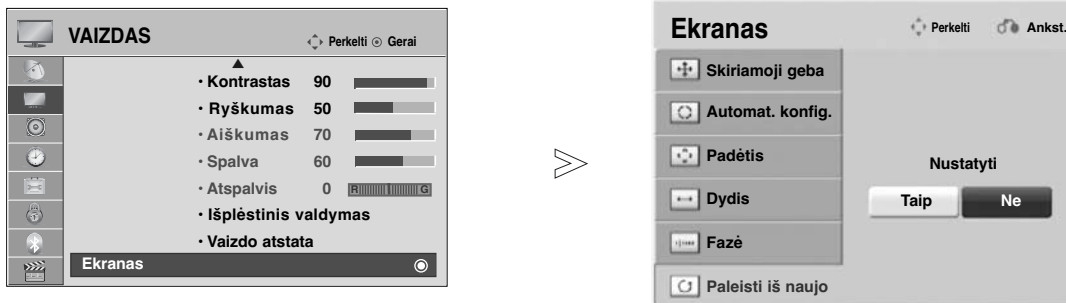 VAIZDAS
Perkelti Gerai
Kontrastas 90
Ryškumas 50
Aiškumas 70
Spalva 60
Atspalvis 0 R G
Išplėstinis valdymas
Vaizdo atstata
Ekranas
Ekranas
Perkelti Ankst.
Skiriamoji geba
Automat. konfig.
Padėtis
Dydis
Fazė
Paleisti iš naujo
Nustatyti
Taip Ne